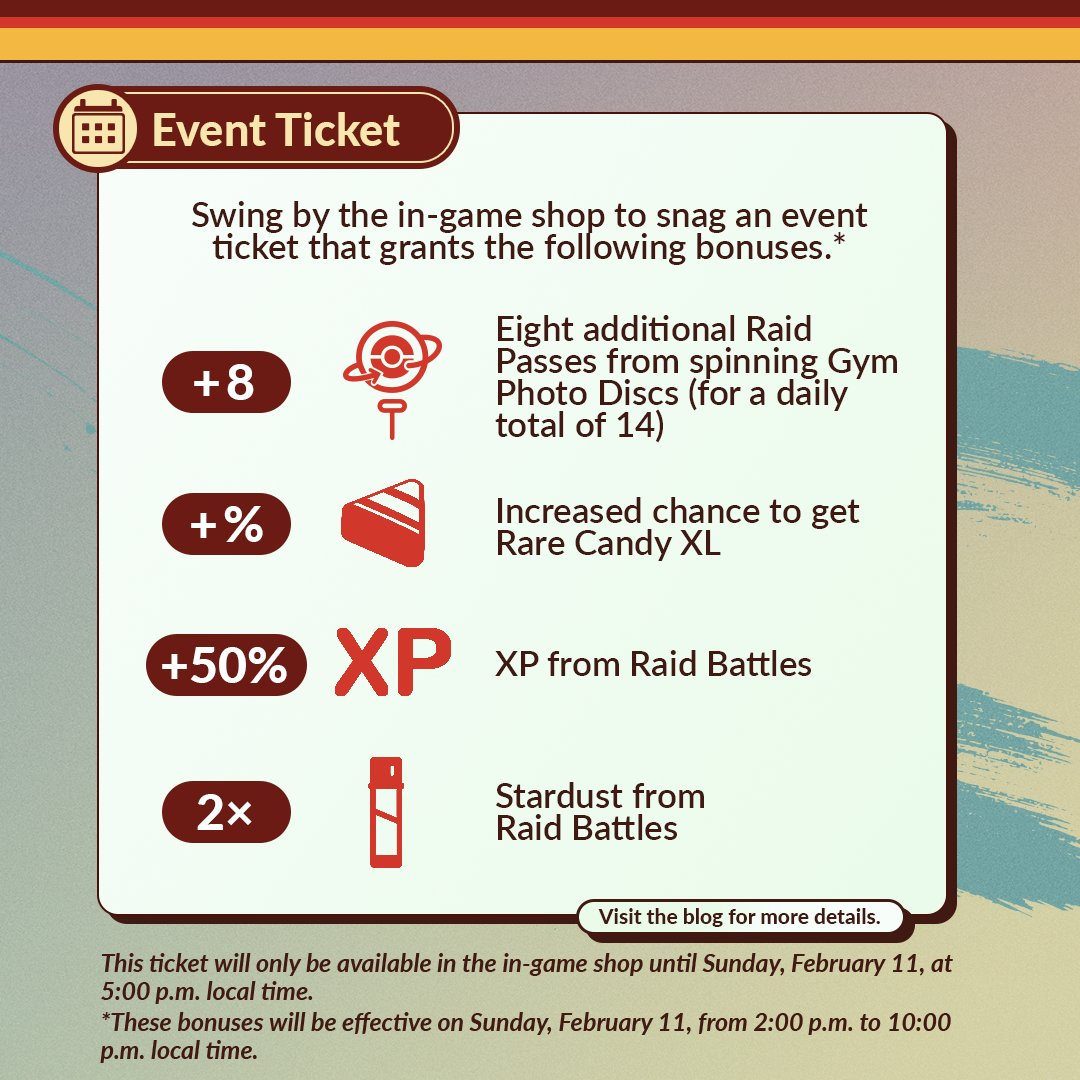 Event Ticket
Swing by the in-game shop to snag an event
ticket that grants the following bonuses.*
+8
Eight additional Raid
Passes from spinning Gym
Photo Discs (for a daily
total of 14)
+%
Increased chance to get
Rare Candy XL
+50%
XP
XP from Raid Battles
2×
Stardust from
Raid Battles
Visit the blog for more details.
This ticket will only be available in the in-game shop until Sunday, February 11, at
5:00 p.m. local time.
*These bonuses will be effective on Sunday, February 11, from 2:00 p.m. to 10:00
p.m. local time.